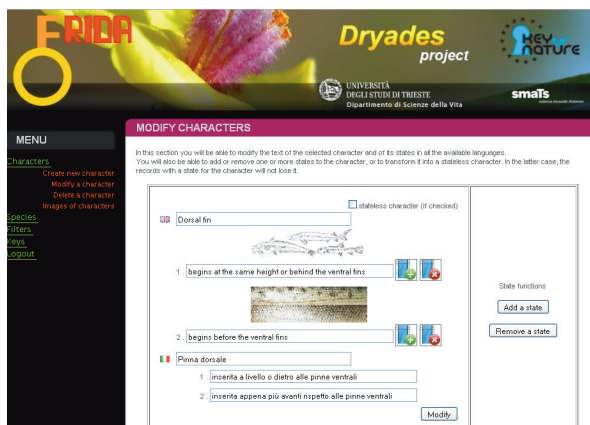 FRIDA
Dryades
project
KEY TO
NATURE
UNIVERSITÀ
DEGLI STUDI DI TRIESTE
Dipartimento di Scienze della Vita
smaTs
MENU
MODIFY CHARACTERS
In this section you will be able to modify the text of the selected character and of its states in all the available languages.
You will also be able to add or remove one or more states to the character, or to transform it into a stateless character. In the latter case, the
records with a state for the character will not lose it.
Characters
Create new character
Modify a character
Delete a character
Images of characters
Species
Filters
Keys
Logout
stateless character (if checked)
Dorsal fin
1 . begins at the same height or behind the ventral fins
2 . begins before the ventral fins
Pinna dorsale
1 . inserita a livello o dietro alle pinne ventrali
2 . inserita appena più avanti rispetto alle pinne ventrali
Modify
State functions
Add a state
Remove a state